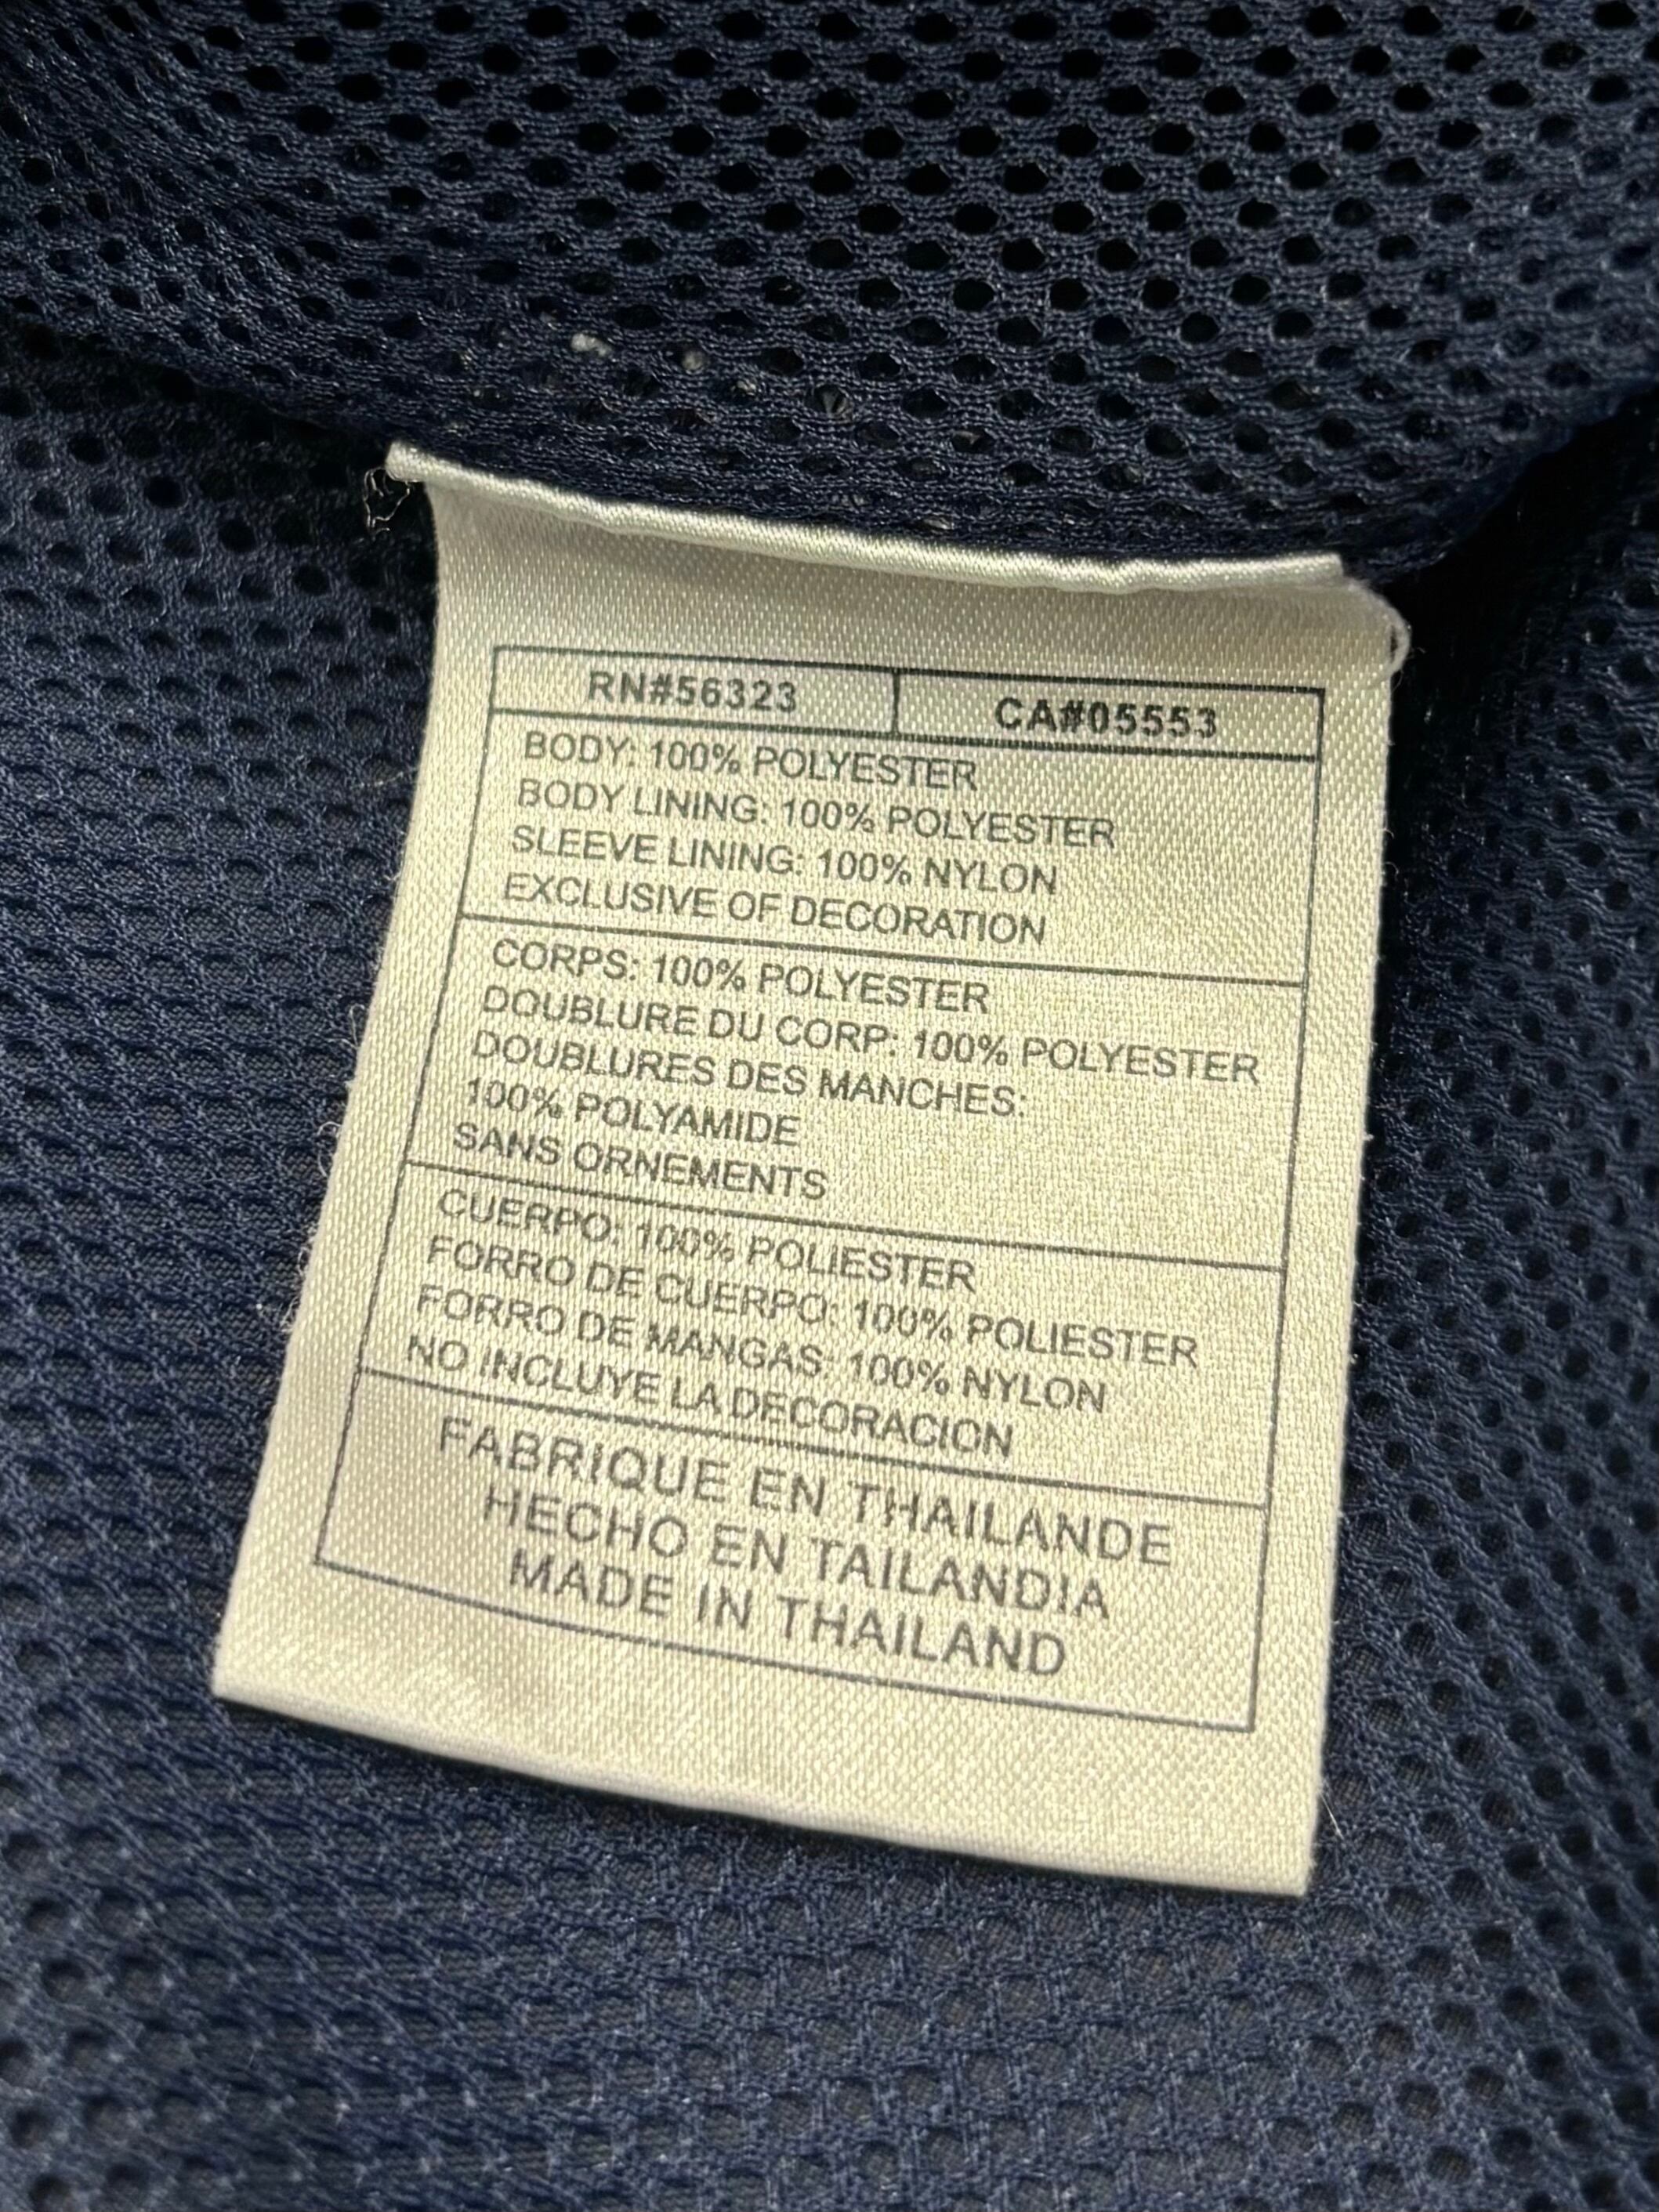 RN#56323 CA#05553
BODY: 100% POLYESTER
BODY LINING: 100% POLYESTER
SLEEVE LINING: 100% NYLON
EXCLUSIVE OF DECORATION
CORPS: 100% POLYESTER
DOUBLURE DU CORP: 100% POLYESTER
DOUBLURES DES MANCHES:
100% POLYAMIDE
SANS ORNEMENTS
CUERPO: 100% POLIESTER
FORRO DE CUERPO: 100% POLIESTER
FORRO DE MANGAS: 100% NYLON
NO INCLUYE LA DECORACION
FABRIQUE EN THAILANDE
HECHO EN TAILANDIA
MADE IN THAILAND